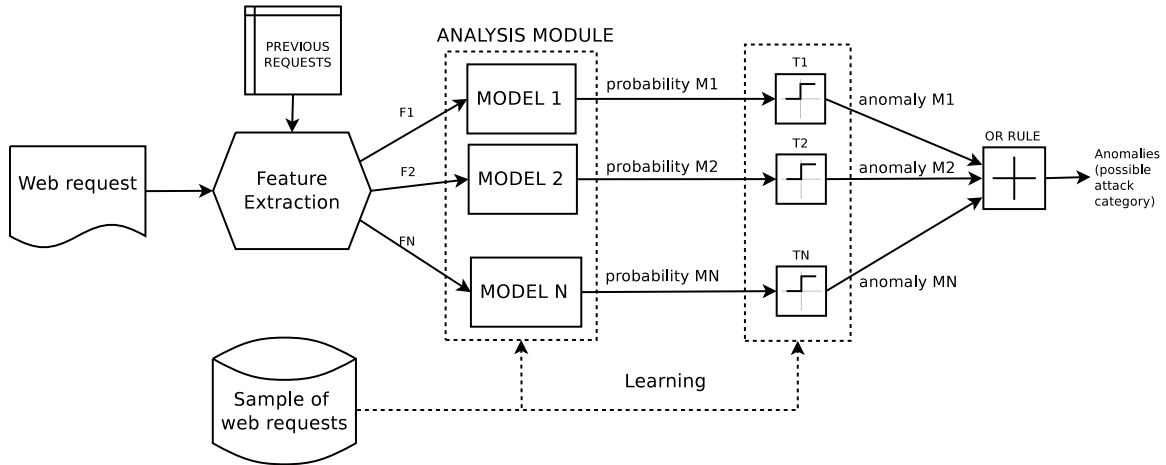 PREVIOUS
REQUESTS
ANALYSIS MODULE
Web request
Feature
Extraction
F1
F2
FN
MODEL 1
MODEL 2
MODEL N
probability M1
probability M2
probability MN
T1
T2
TN
anomaly M1
anomaly M2
anomaly MN
OR RULE
Anomalies
(possible
attack
category)
Sample of
web requests
Learning